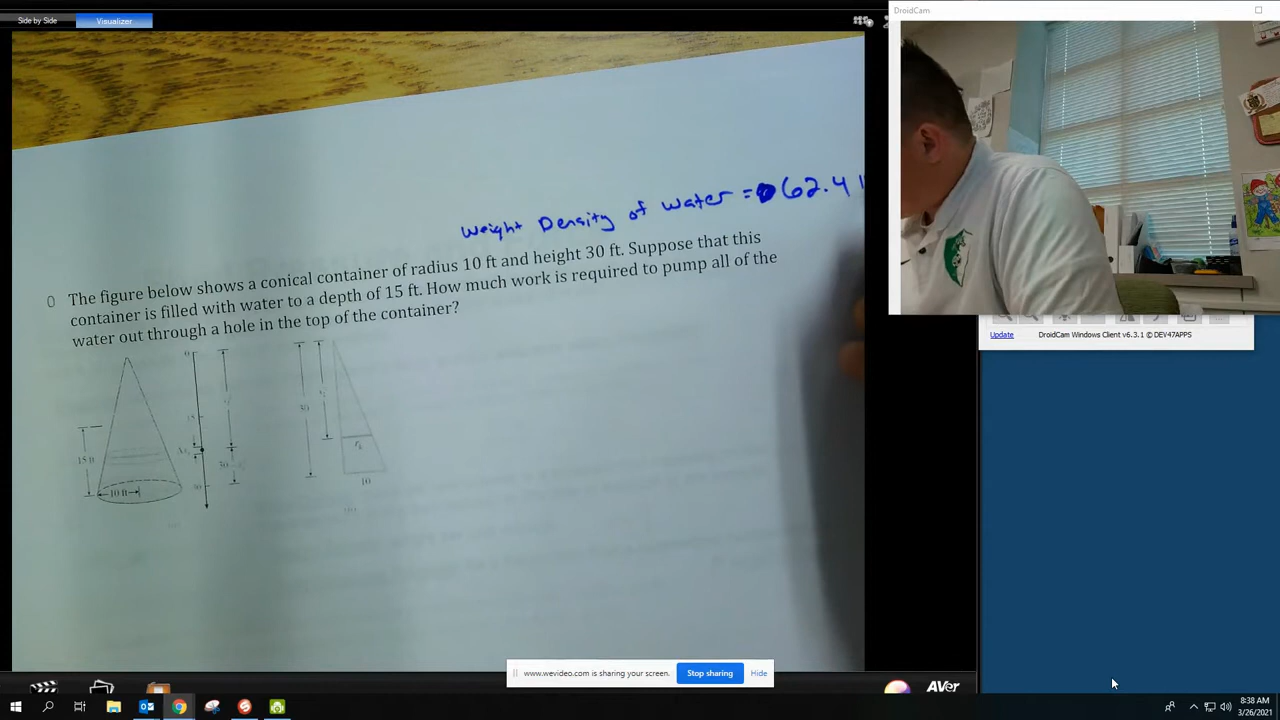 Side by Side
Visualizer
DroidCam
Weight Density of water = 62.4
0 The figure below shows a conical container of radius 10 ft and height 30 ft. Suppose that this
container is filled with water to a depth of 15 ft. How much work is required to pump all of the
water out through a hole in the top of the container?
0
15
30
15 ft
10 ft
30
10
Update
DroidCam Windows Client v6.3.1 © DEV47APPS
www.wevideo.com is sharing your screen.
Stop sharing
Hide
AVer
8:38 AM
3/26/2021